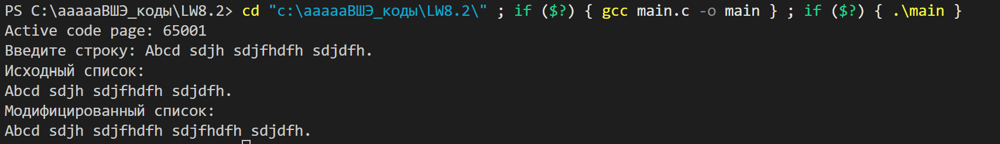 PS C:\aaaaaВШЭ_коды\LW8.2> cd "c:\aaaaaВШЭ_коды\LW8.2\" ; if ($?) { gcc main.c -o main } ; if ($?) { .\main }
Active code page: 65001
Введите строку: Abcd sdjh sdjfhdfh sdjdfh.
Исходный список:
Abcd sdjh sdjfhdfh sdjdfh.
Модифицированный список:
Abcd sdjh sdjfhdfh sdjfhdfh sdjdfh.